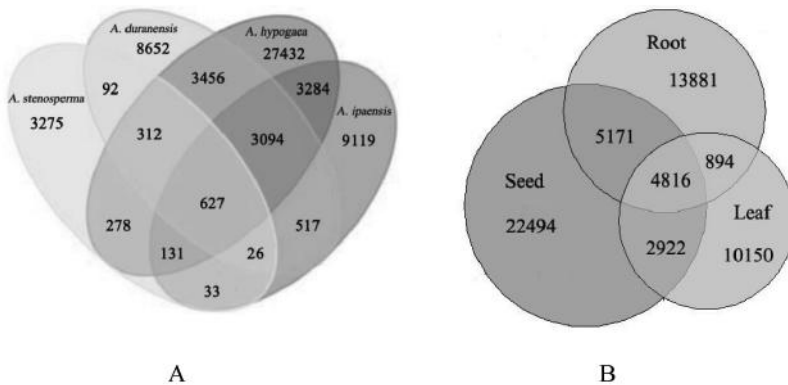 A. duranensis
8652
A. hypogaea
27432
92
3456
3284
A. stenosperma
3275
312
3094
9119
A. ipaensis
627
278
517
131
26
33
A
Root
13881
5171
894
4816
Seed
22494
Leaf
2922
10150
B